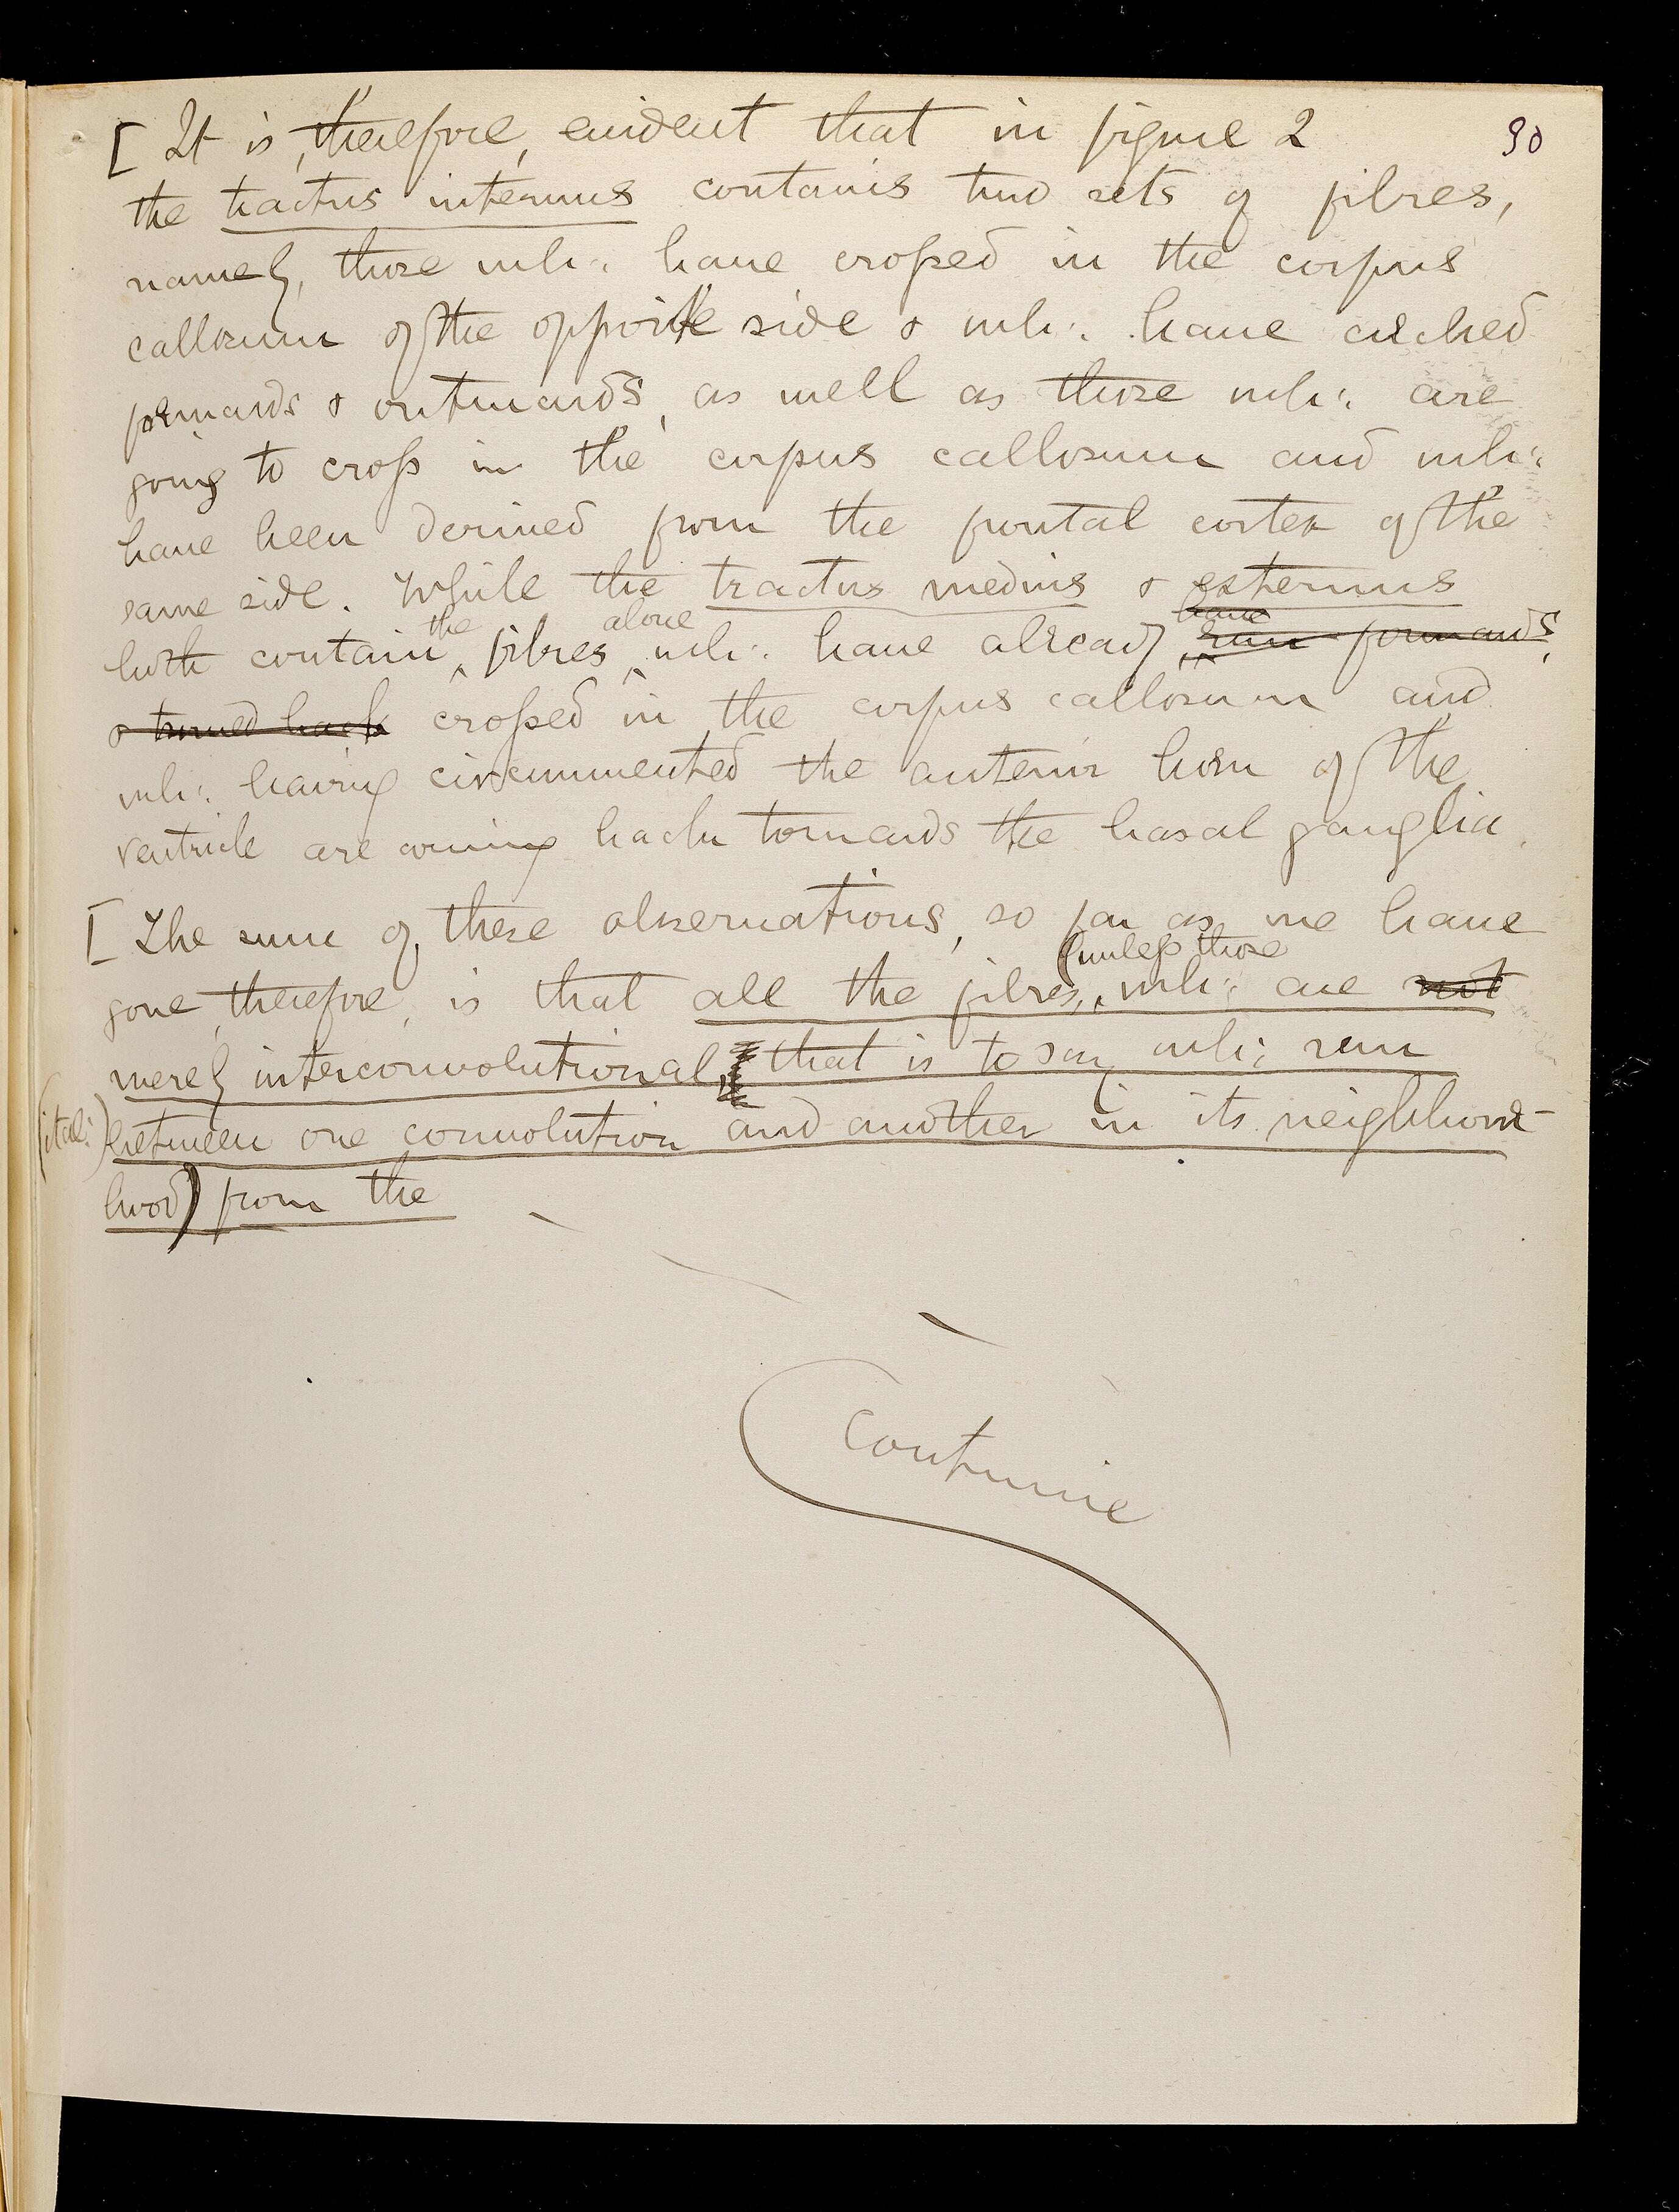 90
[ It is, therefore, evident that in figure 2
the tractus internus contains two sets of fibres,
namely, those wh: have crossed in the corpus
callosum of the opposite side & wh: have arched
forwards & outwards, as well as those wh: are
going to cross in the corpus callosum and wh:
have been derived from the frontal cortex of the
same side. While the tractus medius & externus
the alone have
both contain fibres wh: have already run forwards,
& turned back crossed in the corpus callosum and
wh: having circumvented the anterior horn of the
ventricle are coming back towards the basal ganglia.
[ The sum of these observations, so far as we have
(unless those
gone, therefore, is that all the fibres, wh: are not
merely interconvolutional, that is to say wh: run
(ital:) between one convolution and another in its neighbour-
hood) from the
Continue